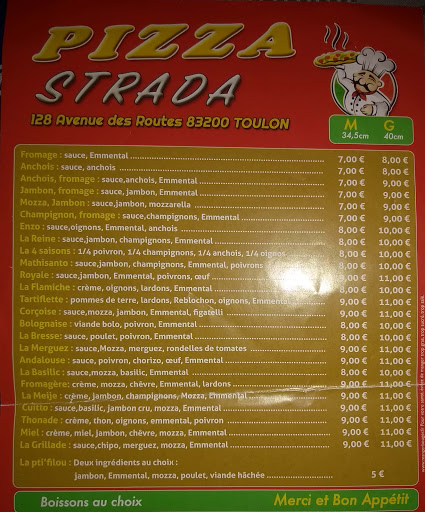 PIZZA
STRADA
128 Avenue des Routes 83200 TOULON
M G
34,5cm 40cm
Fromage : sauce, Emmental 7,00 € 8,00 €
Anchois : sauce, anchois 7,00 € 8,00 €
Anchois, fromage : sauce,anchois, Emmental 7,00 € 9,00 €
Jambon, fromage : sauce, jambon, Emmental 7,00 € 9,00 €
Mozza, Jambon : sauce,jambon, mozzarella 7,00 € 9,00 €
Champignon, fromage : sauce,champignons, Emmental 7,00 € 9,00 €
Enzo : sauce,oignons, Emmental, anchois 8,00 € 10,00 €
La Reine : sauce,jambon, champignons, Emmental 8,00 € 10,00 €
La 4 saisons : 1/4 poivron, 1/4 champignons, 1/4 anchois, 1/4 oignos 8,00 € 10,00 €
Mathisanto : sauce,jambon, champignons, Emmental, poivrons 8,00 € 10,00 €
Royale : sauce,jambon, Emmental, poivrons, œuf 8,00 € 11,00 €
La Flamiche : crème, oignons, lardons, Emmental 8,00 € 10,00 €
Tartiflette : pommes de terre, lardons, Reblochon, oignons, Emmental 9,00 € 11,00 €
Corçoise : sauce,mozza, jambon, Emmental, figatelli 9,00 € 11,00 €
Bolognaise : viande bolo, poivron, Emmental 8,00 € 10,00 €
La Bresse: sauce, poulet, poivron, Emmental 8,00 € 10,00 €
La Merguez : sauce,Mozza, merguez, rondelles de tomates 9,00 € 11,00 €
Andalouse : sauce, poivron, chorizo, œuf, Emmental 9,00 € 11,00 €
La Basilic : sauce,mozza, basilic, Emmental 8,00 € 10,00 €
Fromagère: crème, mozza, chêvre, Emmental, lardons 9,00 € 11,00 €
La Meije : crème, jambon, champignons, Mozza, Emmental 9,00 € 11,00 €
Cuitto : sauce,basilic, jambon cru, mozza, Emmental 9,00 € 11,00 €
Thonade : crème, thon, oignons, emmental, poivron 9,00 € 11,00 €
Miel : crème, miel, jambon, chêvre, mozza, Emmental 9,00 € 11,00 €
La Grillade : sauce,chipo, merguez, mozza, Emmental 9,00 € 11,00 €
La pti'filou : Deux ingrédients au choix :
jambon, Emmental, mozza, poulet, viande hâchée 5 €
Boissons au choix Merci et Bon Appétit